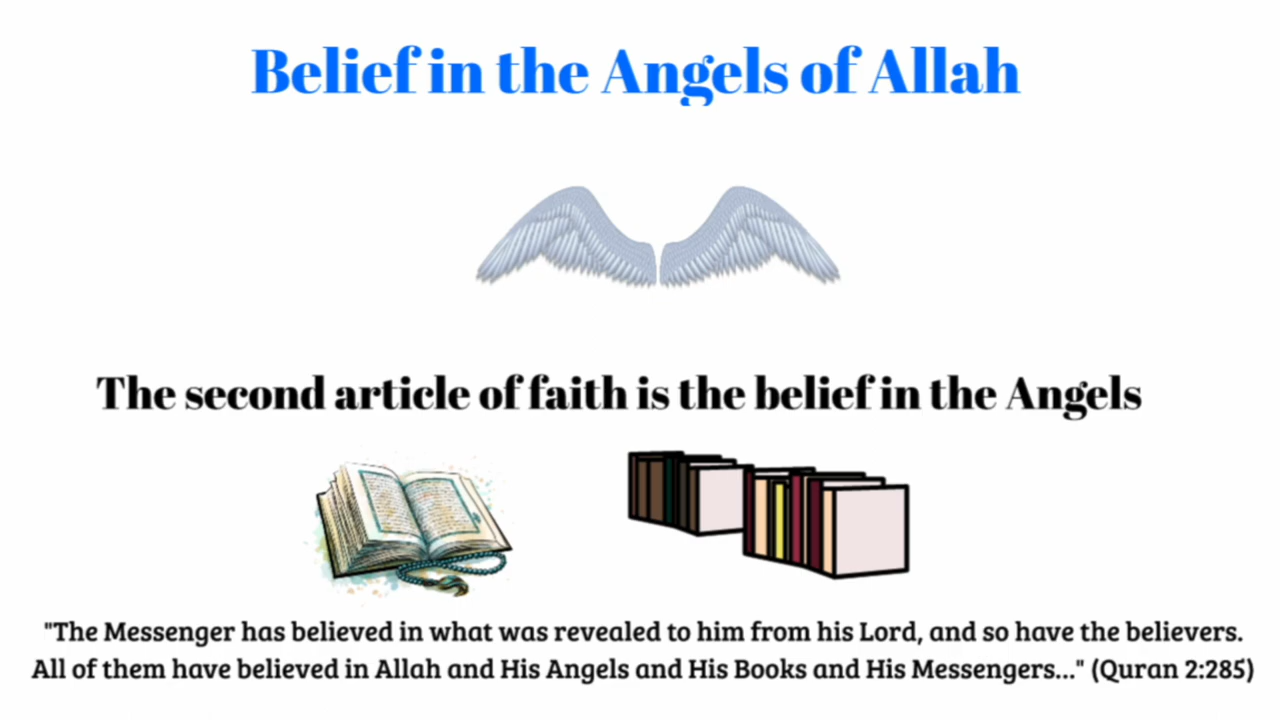 Belief in the Angels of Allah
The second article of faith is the belief in the Angels
"The Messenger has believed in what was revealed to him from his Lord, and so have the believers.
All of them have believed in Allah and His Angels and His Books and His Messengers..." (Quran 2:285)